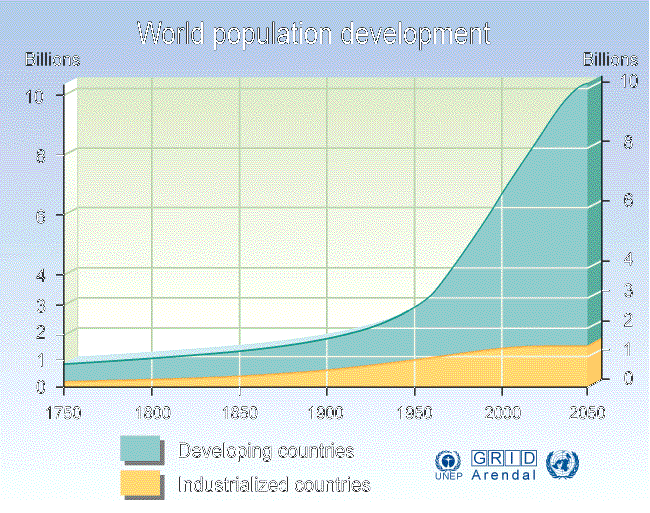 World population development
Billions Billions
10 10
8 8
6 6
4 4
3 3
2 2
1 1
0 0
1750 1800 1850 1900 1950 2000 2050
Developing countries
Industrialized countries
UNEP
GRID
Arendal